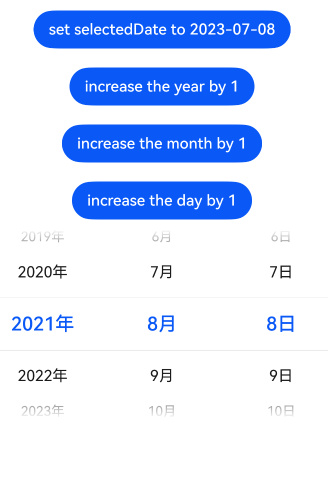 set selectedDate to 2023-07-08
increase the year by 1
increase the month by 1
increase the day by 1
2019年 6月 6日
2020年 7月 7日
2021年 8月 8日
2022年 9月 9日
2023年 10月 10日